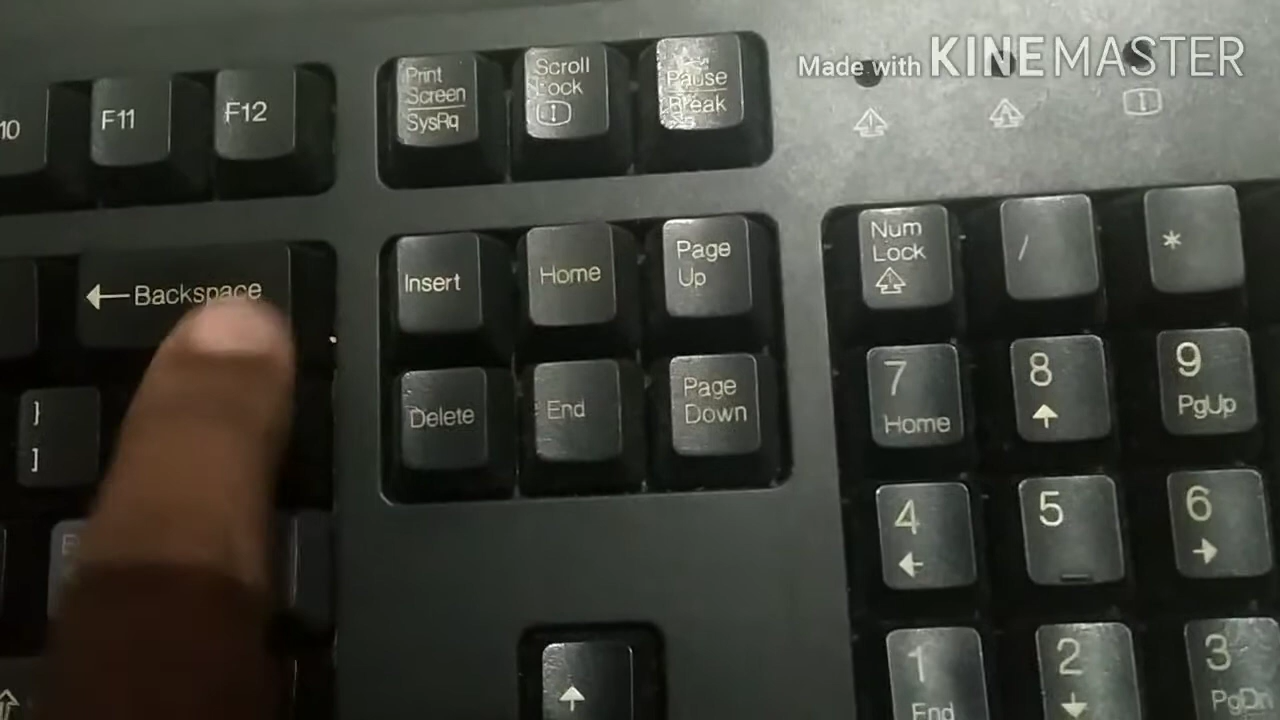 Made with KINEMASTER
10
F11
F12
Print
Screen
SysRq
Scroll
Lock
Pause
Break
←Backspace
Insert
Home
Page
Up
Num
Lock
/
*
}
]
Delete
End
Page
Down
7
Home
8
↑
9
PgUp
4
←
5
6
→
↑
1
End
2
↓
3
PgDn